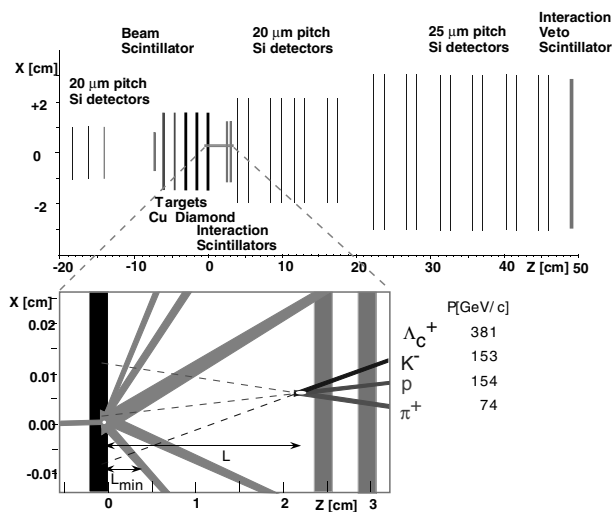 Interaction
Veto
Scintillator
Beam
Scintillator
20 μm pitch
Si detectors
25 μm pitch
Si detectors
X [cm]
20 μm pitch
Si detectors
+2
0
-2
Targets
Cu Diamond
Interaction
Scintillators
-20 -10 0 10 20 30 40 Z [cm] 50
X [cm]
0.02
0.01
0.00
-0.01
P[GeV/ c]
Λc+ 381
K- 153
p 154
π+ 74
L
Lmin
0 1 2 Z [cm] 3